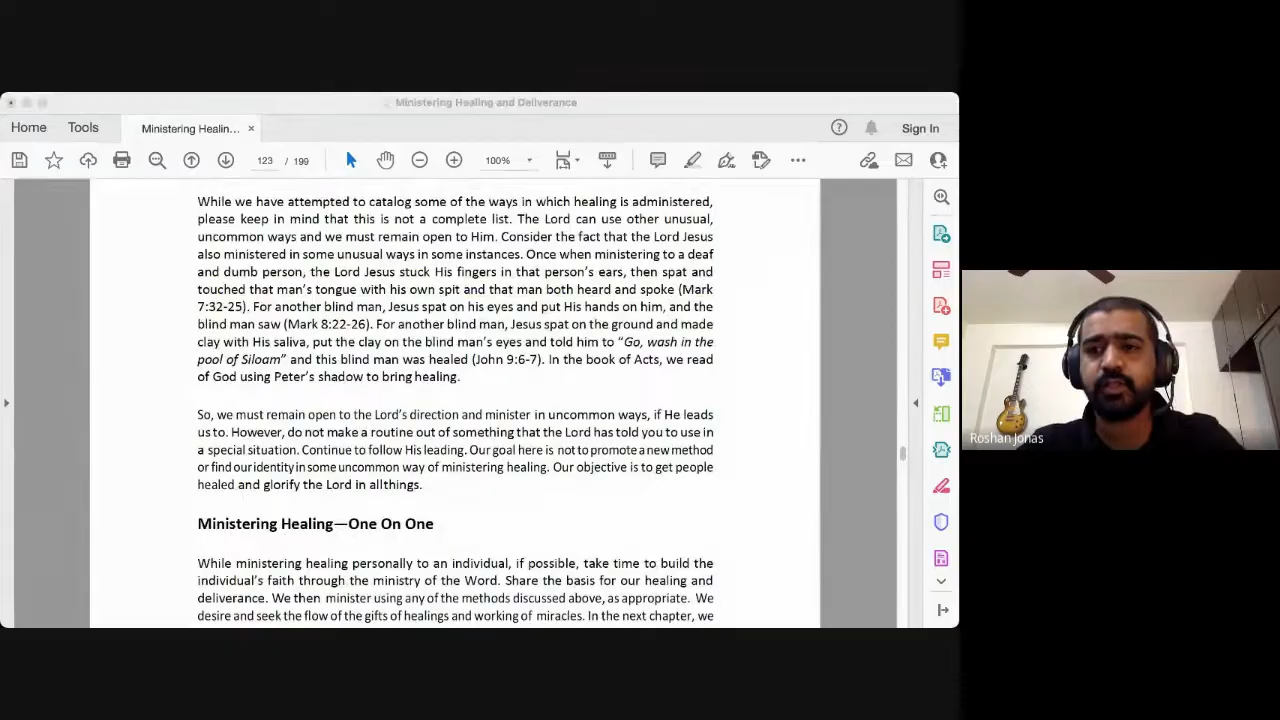 Ministering Healing and Deliverance
Home
Tools
Ministering Healin...
Sign In
123 / 199
100%
While we have attempted to catalog some of the ways in which healing is administered,
please keep in mind that this is not a complete list. The Lord can use other unusual,
uncommon ways and we must remain open to Him. Consider the fact that the Lord Jesus
also ministered in some unusual ways in some instances. Once when ministering to a deaf
and dumb person, the Lord Jesus stuck His fingers in that person's ears, then spat and
touched that man's tongue with his own spit and that man both heard and spoke (Mark
7:32-25). For another blind man, Jesus spat on his eyes and put His hands on him, and the
blind man saw (Mark 8:22-26). For another blind man, Jesus spat on the ground and made
clay with His saliva, put the clay on the blind man's eyes and told him to "Go, wash in the
pool of Siloam" and this blind man was healed (John 9:6-7). In the book of Acts, we read
of God using Peter's shadow to bring healing.
So, we must remain open to the Lord's direction and minister in uncommon ways, if He leads
us to. However, do not make a routine out of something that the Lord has told you to use in
a special situation. Continue to follow His leading. Our goal here is not to promote a new method
or find our identity in some uncommon way of ministering healing. Our objective is to get people
healed and glorify the Lord in allthings.
Ministering Healing—One On One
While ministering healing personally to an individual, if possible, take time to build the
individual's faith through the ministry of the Word. Share the basis for our healing and
deliverance. We then minister using any of the methods discussed above, as appropriate. We
desire and seek the flow of the gifts of healings and working of miracles. In the next chapter, we
Roshan Jonas